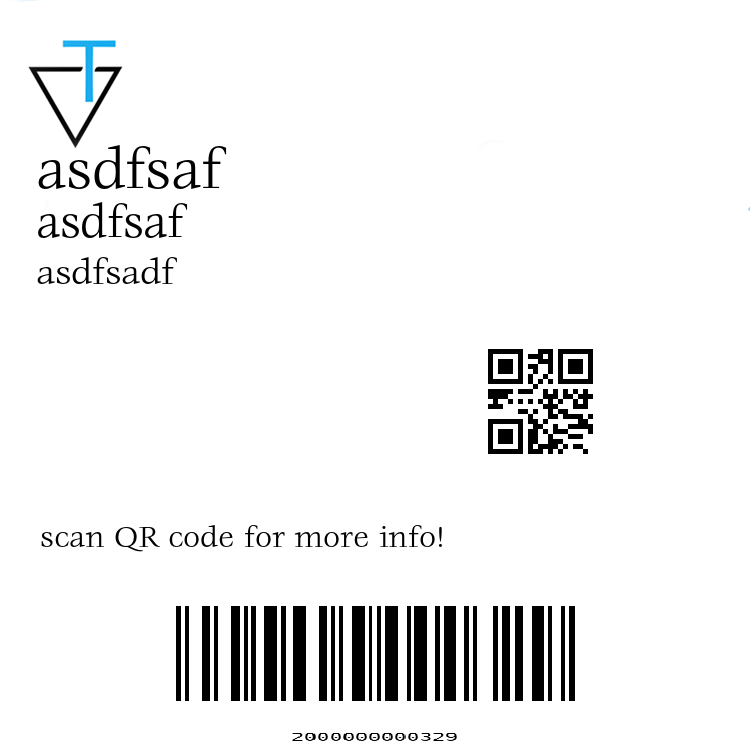 T
asdfsaf
asdfsaf
asdfsadf
scan QR code for more info!
2000000000329